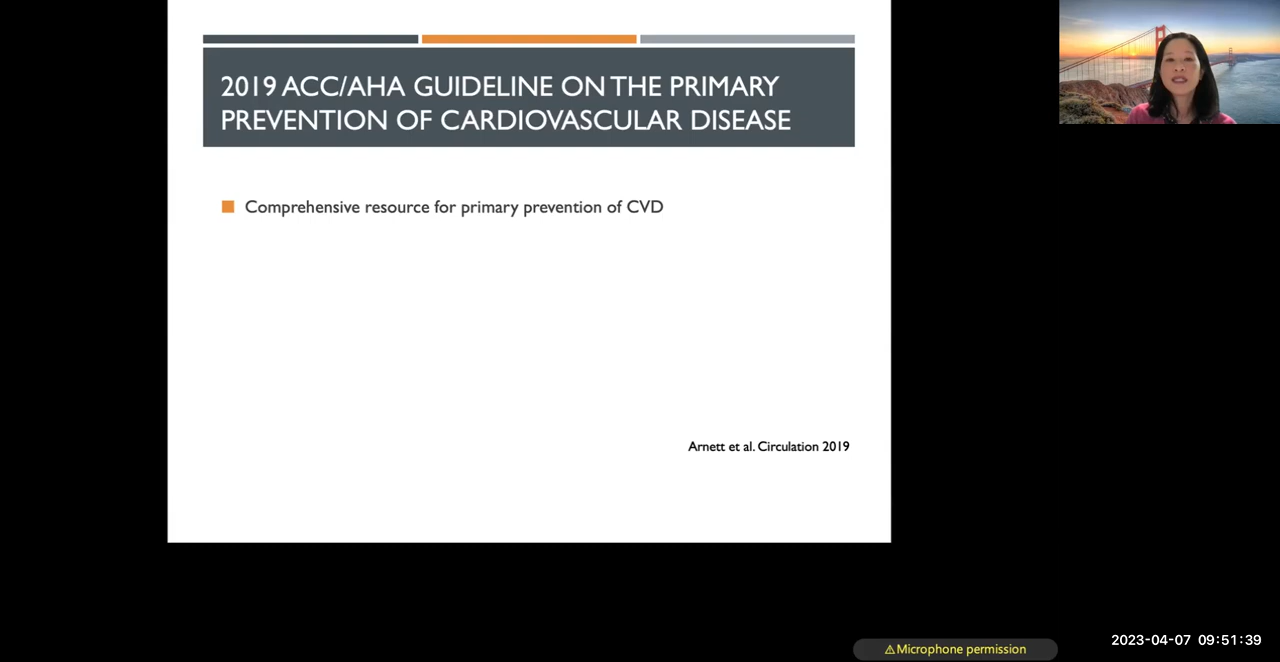 2019 ACC/AHA GUIDELINE ON THE PRIMARY
PREVENTION OF CARDIOVASCULAR DISEASE
Comprehensive resource for primary prevention of CVD
Arnett et al. Circulation 2019
⚠Microphone permission
2023-04-07 09:51:39